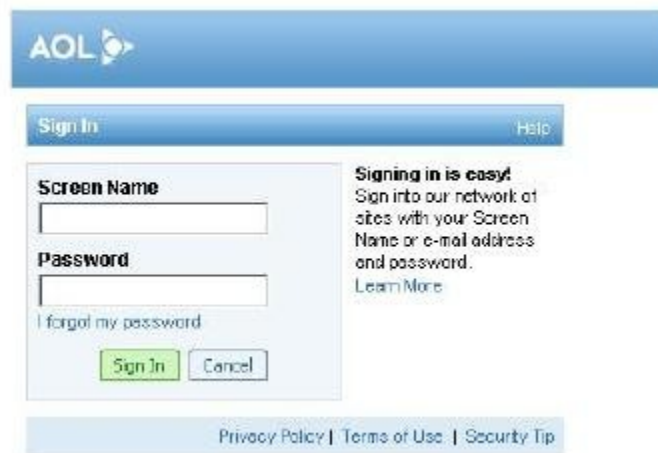 AOL
Sign In
Help
Screen Name
Password
I forgot my password
Sign In
Cancel
Signing in is easy!
Sign into our network of
sites with your Screen
Name or e-mail address
and password.
Learn More
Privacy Policy | Terms of Use | Security Tip